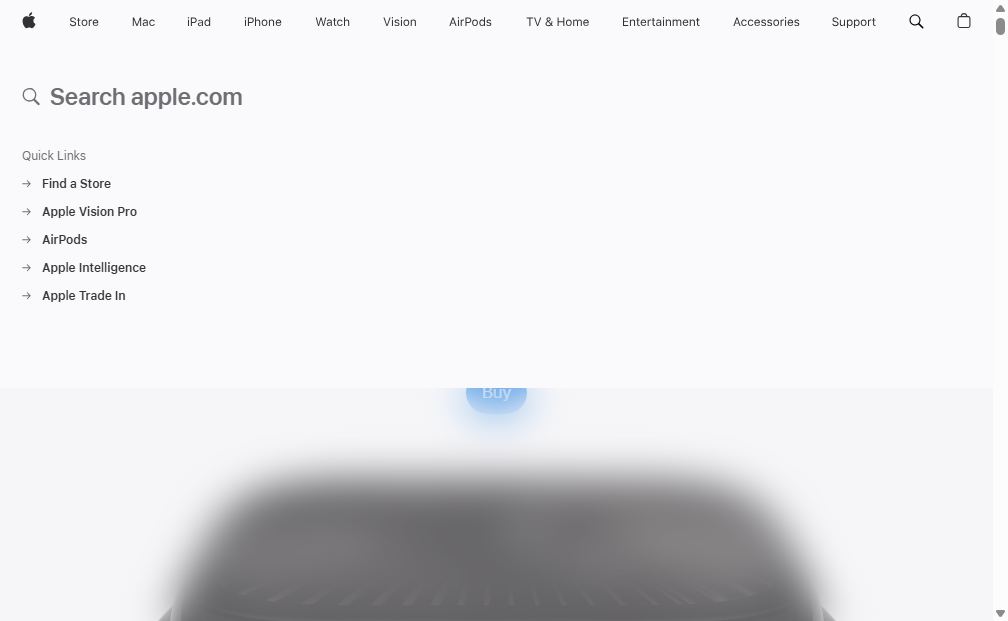 Store Mac iPad iPhone Watch Vision AirPods TV & Home Entertainment Accessories Support
Search apple.com
Quick Links
Find a Store
Apple Vision Pro
AirPods
Apple Intelligence
Apple Trade In
Buy